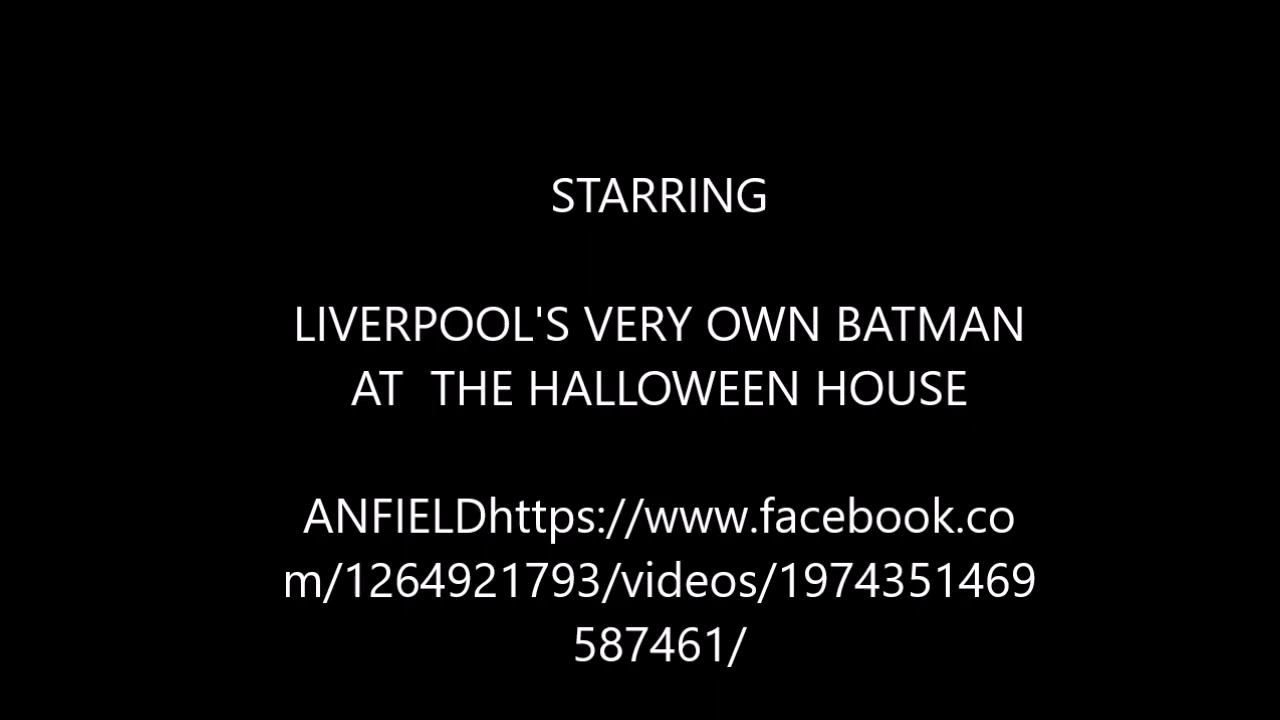 STARRING
LIVERPOOL'S VERY OWN BATMAN
AT  THE HALLOWEEN HOUSE
ANFIELDhttps://www.facebook.co
m/1264921793/videos/1974351469
587461/